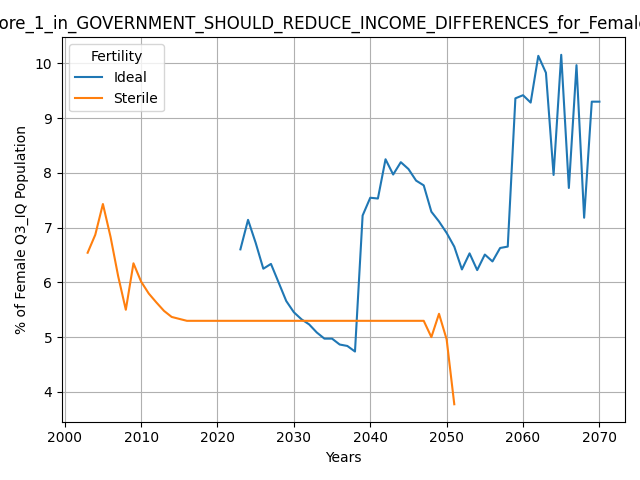 ore_1_in_GOVERNMENT_SHOULD_REDUCE_INCOME_DIFFERENCES_for_Female
Fertility
Ideal
Sterile
% of Female Q3_IQ Population
10
9
8
7
6
5
4
2000 2010 2020 2030 2040 2050 2060 2070
Years